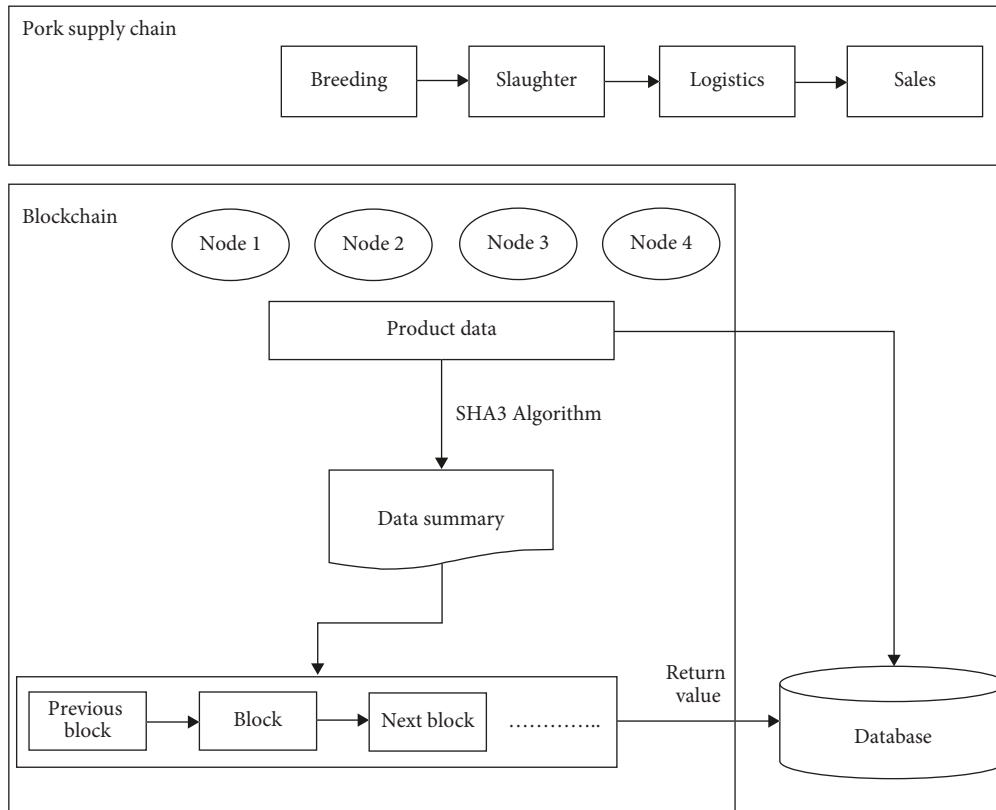 Pork supply chain
Breeding
Slaughter
Logistics
Sales
Blockchain
Node 1
Node 2
Node 3
Node 4
Product data
SHA3 Algorithm
Data summary
Previous
block
Block
Next block
…………..
Return
value
Database